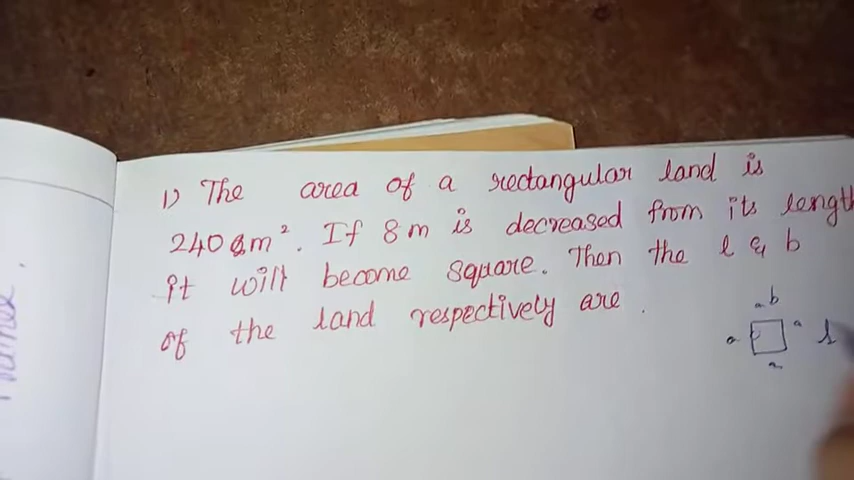 1) The area of a rectangular land is
240 m². If 8m is decreased from its length
it will become square. Then the l & b
of the land respectively are.
b
a
a
a